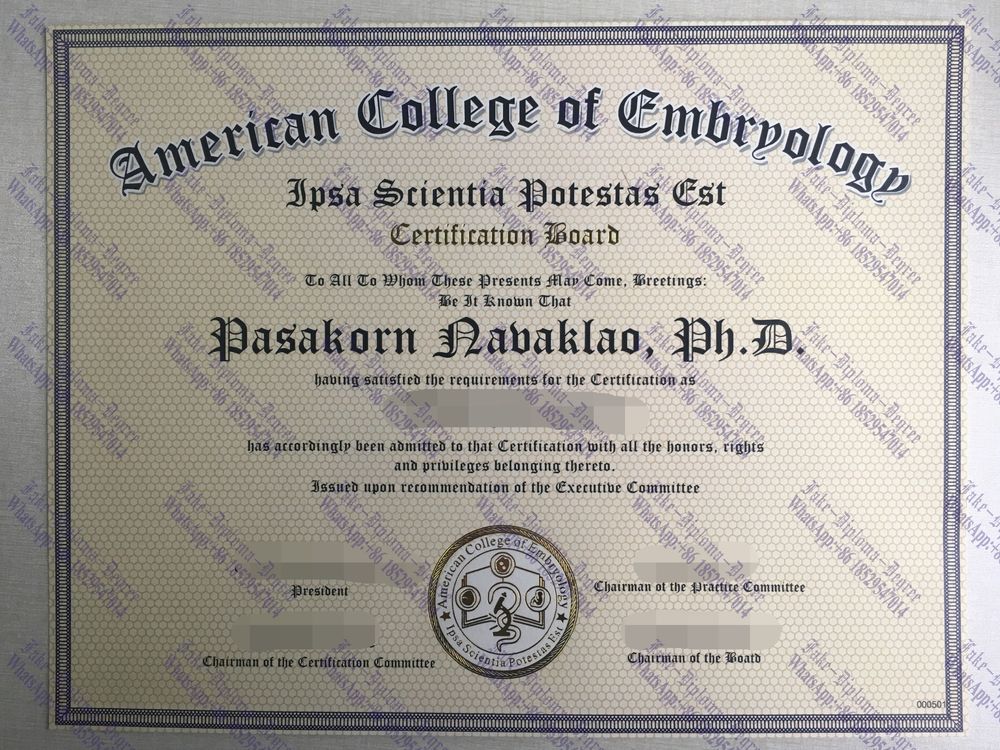 American College of Embryology
Ipsa Scientia Potestas Est
Certification Board
To All To Whom These Presents May Come, Greetings:
Be It Known That
Pasakorn Navaklao, Ph.D.
having satisfied the requirements for the Certification as
has accordingly been admitted to that Certification with all the honors, rights
and privileges belonging thereto.
Issued upon recommendation of the Executive Committee
President
Chairman of the Practice Committee
Chairman of the Certification Committee
Chairman of the Boatd
American College of Embryology
Ipsa Scientia Potestas Est
000501
Fake-Diploma-Degree
WhatsApp:+86 18529547014